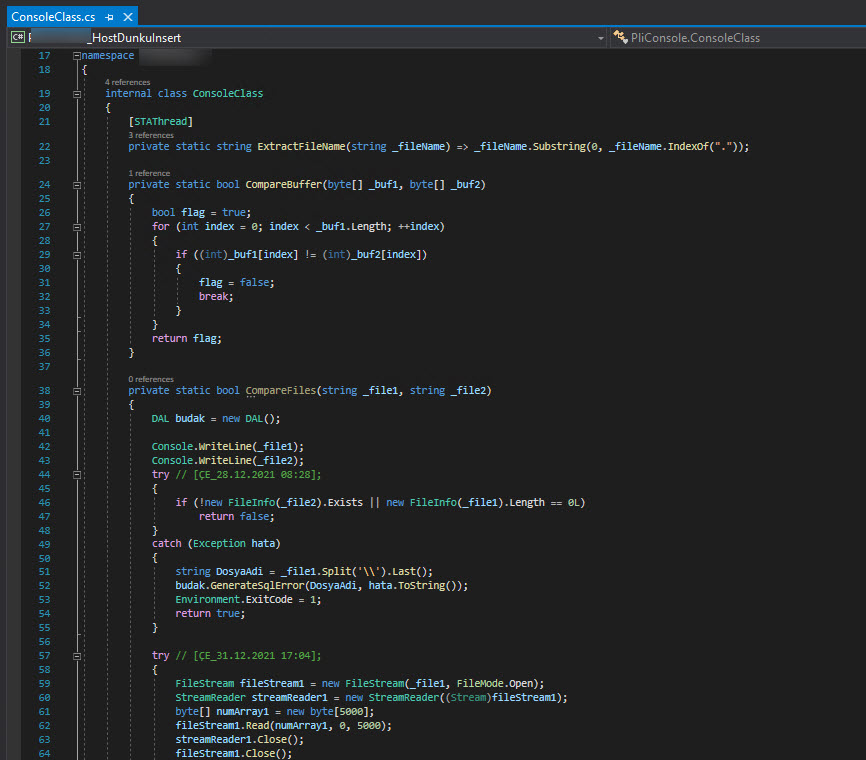 ConsoleClass.cs
C# P _HostDunkuInsert PliConsole.ConsoleClass
17 namespace
18 {
4 references
19 internal class ConsoleClass
20 {
21 [STAThread]
3 references
22 private static string ExtractFileName(string _fileName) => _fileName.Substring(0, _fileName.IndexOf("."));
23
1 reference
24 private static bool CompareBuffer(byte[] _buf1, byte[] _buf2)
25 {
26 bool flag = true;
27 for (int index = 0; index < _buf1.Length; ++index)
28 {
29 if ((int)_buf1[index] != (int)_buf2[index])
30 {
31 flag = false;
32 break;
33 }
34 }
35 return flag;
36 }
37
0 references
38 private static bool CompareFiles(string _file1, string _file2)
39 {
40 DAL budak = new DAL();
41
42 Console.WriteLine(_file1);
43 Console.WriteLine(_file2);
44 try // [ÇE_28.12.2021 08:28];
45 {
46 if (!new FileInfo(_file2).Exists || new FileInfo(_file1).Length == 0L)
47 return false;
48 }
49 catch (Exception hata)
50 {
51 string DosyaAdi = _file1.Split('\\').Last();
52 budak.GenerateSqlError(DosyaAdi, hata.ToString());
53 Environment.ExitCode = 1;
54 return true;
55 }
56
57 try // [ÇE_31.12.2021 17:04];
58 {
59 FileStream fileStream1 = new FileStream(_file1, FileMode.Open);
60 StreamReader streamReader1 = new StreamReader((Stream)fileStream1);
61 byte[] numArray1 = new byte[5000];
62 fileStream1.Read(numArray1, 0, 5000);
63 streamReader1.Close();
64 fileStream1.Close();